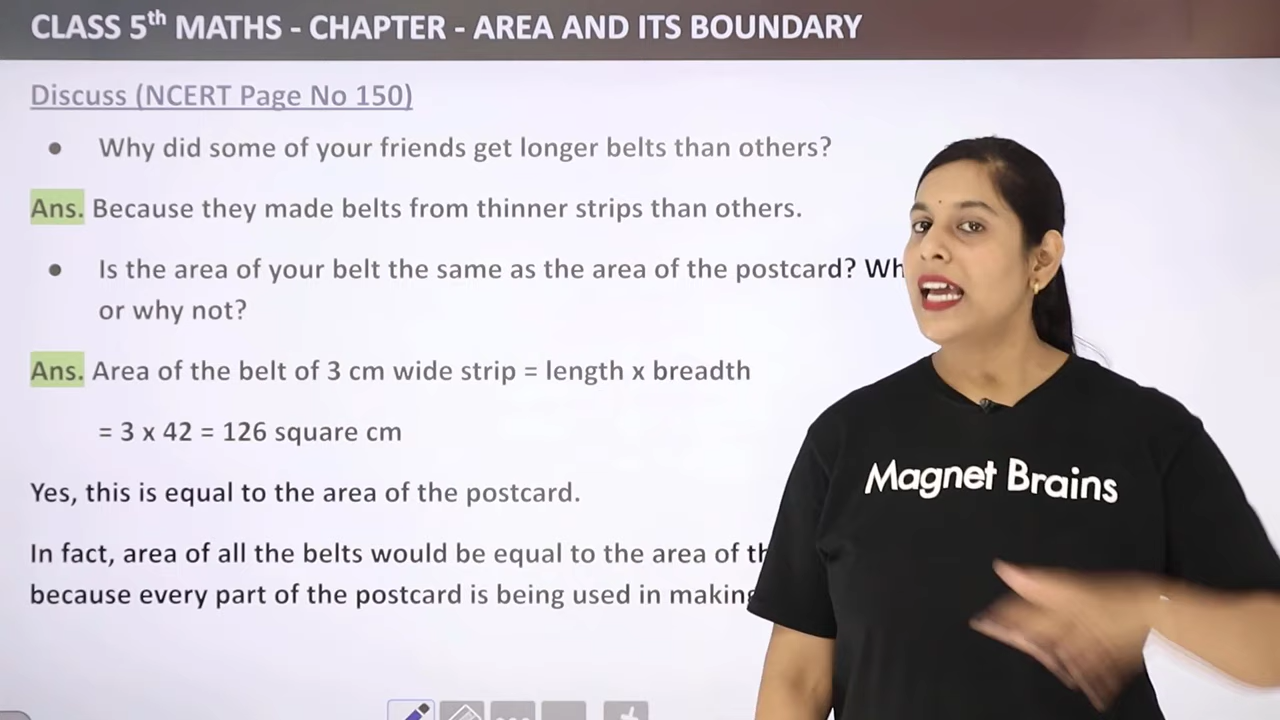 CLASS 5th MATHS - CHAPTER - AREA AND ITS BOUNDARY
Discuss (NCERT Page No 150)
• Why did some of your friends get longer belts than others?
Ans. Because they made belts from thinner strips than others.
• Is the area of your belt the same as the area of the postcard?
or why not?
Ans. Area of the belt of 3 cm wide strip = length x breadth
= 3 x 42 = 126 square cm
Yes, this is equal to the area of the postcard.
In fact, area of all the belts would be equal to the area of
because every part of the postcard is being used in making
Magnet Brains